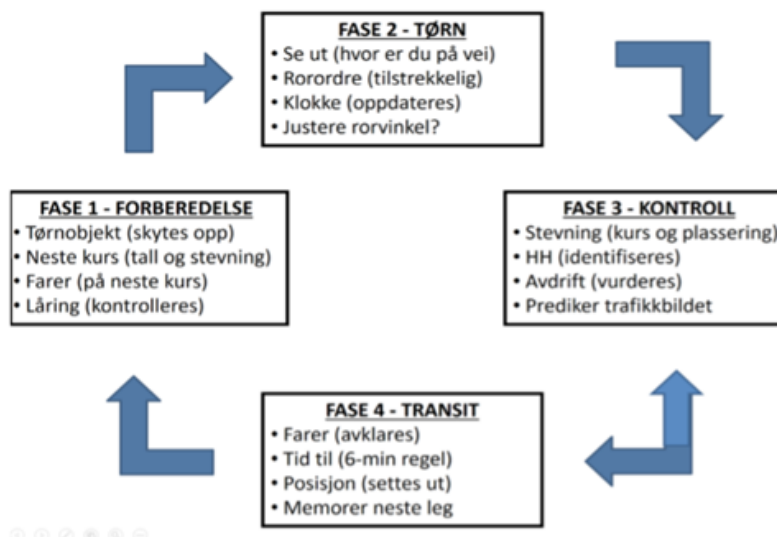 FASE 2 - TØRN
• Se ut (hvor er du på vei)
• Rorordre (tilstrekkelig)
• Klokke (oppdateres)
• Justere rorvinkel?
FASE 1 - FORBEREDELSE
• Tørnobjekt (skytes opp)
• Neste kurs (tall og stevning)
• Farer (på neste kurs)
• Låring (kontrolleres)
FASE 3 - KONTROLL
• Stevning (kurs og plassering)
• HH (identifiseres)
• Avdrift (vurderes)
• Prediker trafikkbildet
FASE 4 - TRANSIT
• Farer (avklares)
• Tid til (6-min regel)
• Posisjon (settes ut)
• Memorer neste leg